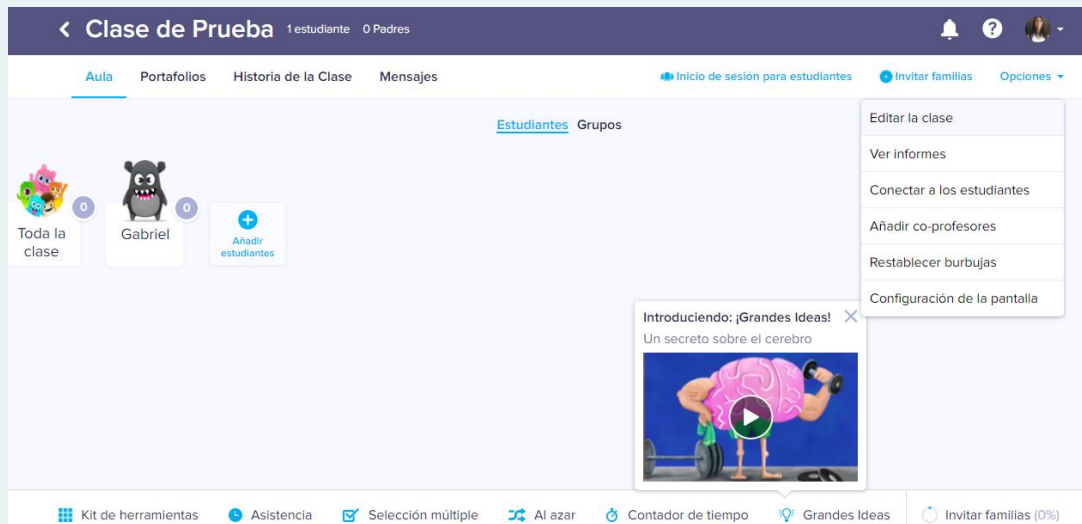 Clase de Prueba 1 estudiante 0 Padres
Aula Portafolios Historia de la Clase Mensajes Inicio de sesión para estudiantes Invitar familias Opciones
Estudiantes Grupos
Editar la clase
Ver informes
Conectar a los estudiantes
Añadir co-profesores
Restablecer burbujas
Configuración de la pantalla
0
Toda la
clase
0
Gabriel
Añadir
estudiantes
Introduciendo: ¡Grandes Ideas!
Un secreto sobre el cerebro
Kit de herramientas Asistencia Selección múltiple Al azar Contador de tiempo Grandes Ideas Invitar familias (0%)